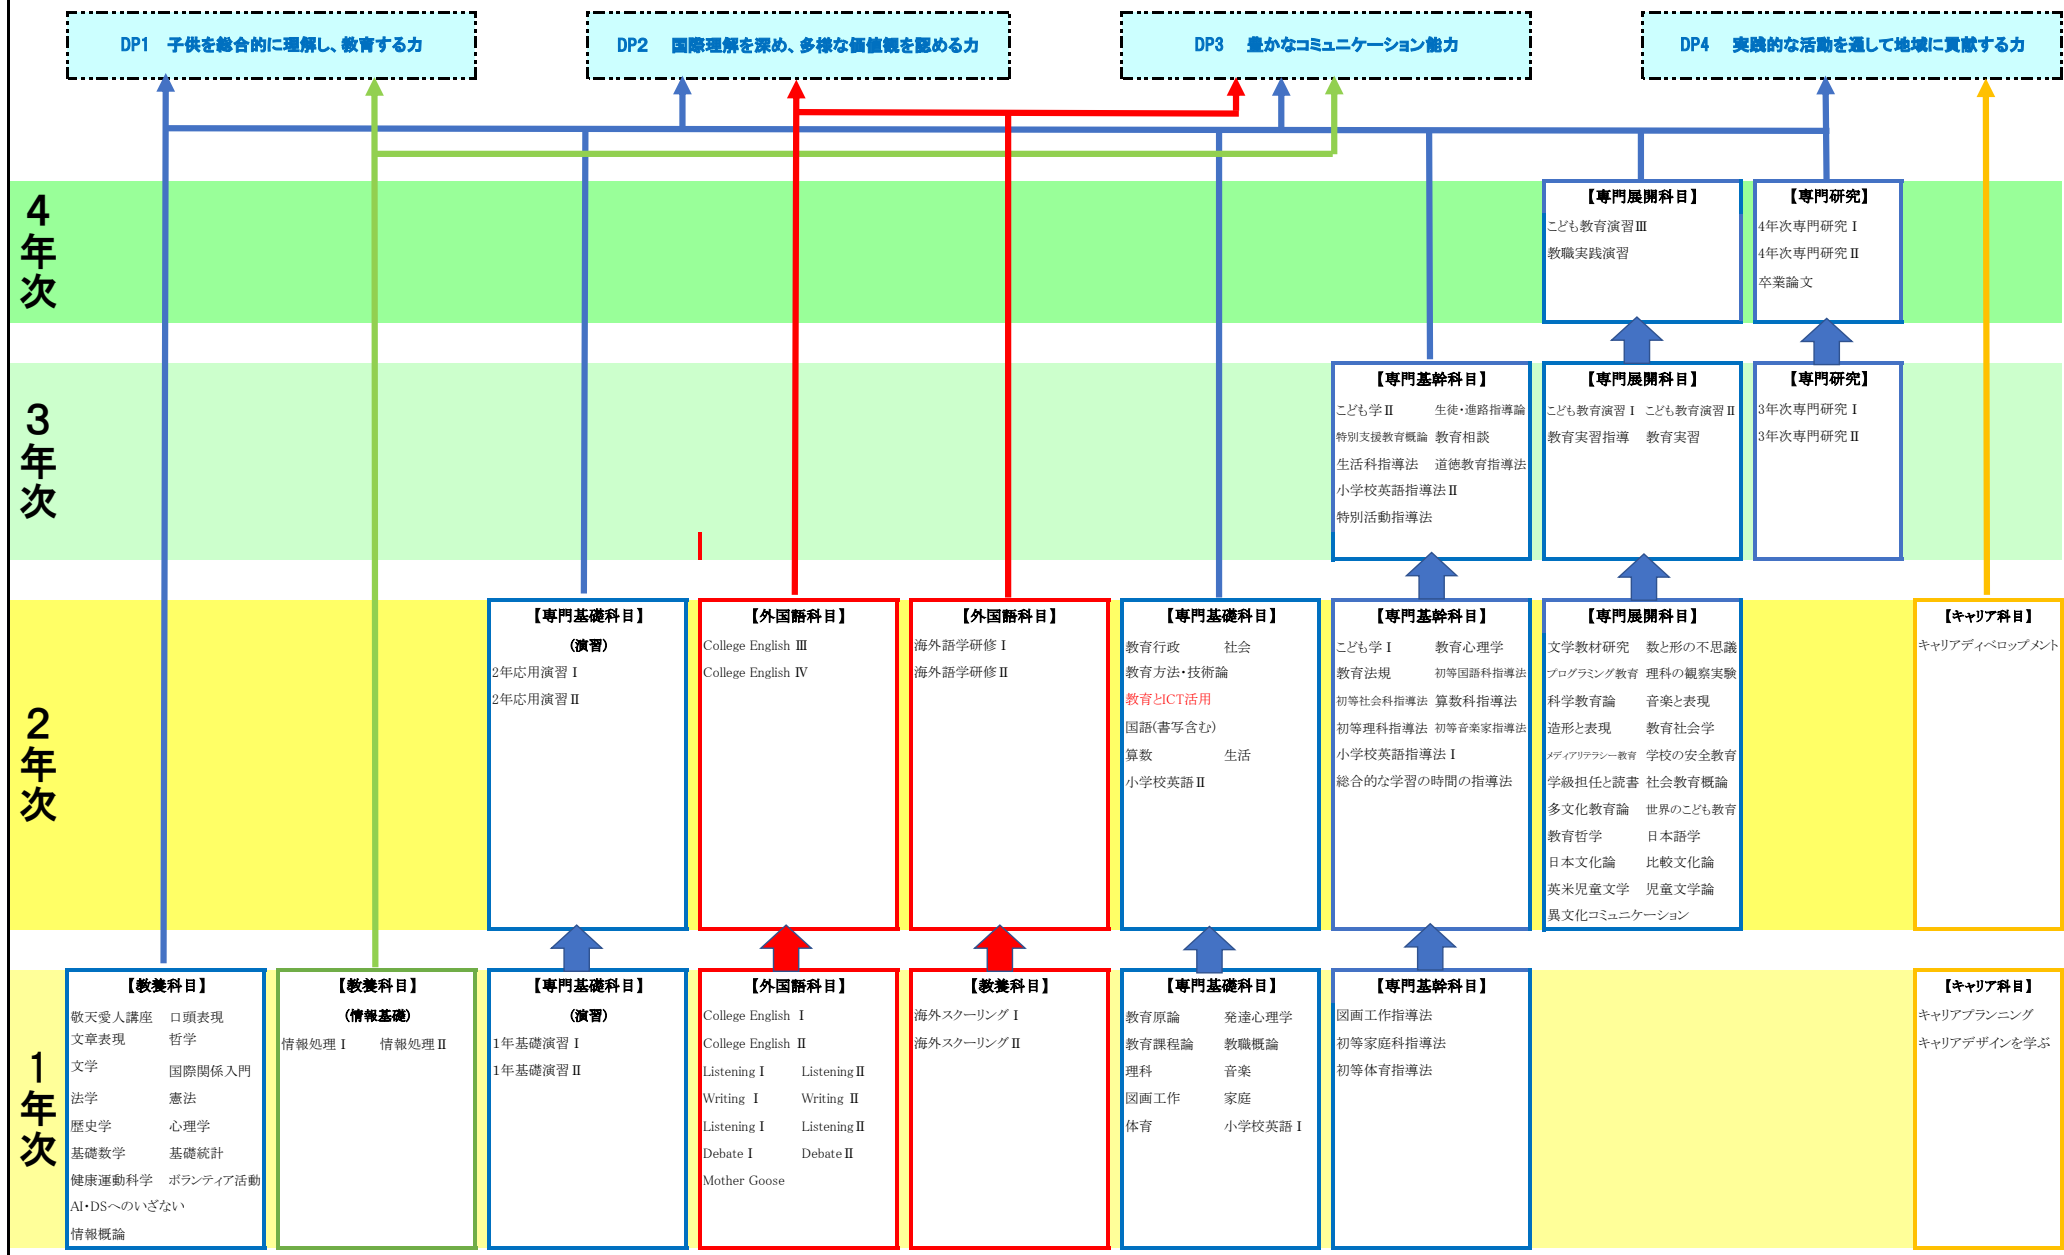 DP1　子供を総合的に理解し、教育する力
DP2　国際理解を深め、多様な価値観を認める力
DP3　豊かなコミュニケーション能力
DP4　実践的な活動を通して地域に貢献する力
4年次
【専門展開科目】
こども教育演習Ⅲ
教職実践演習
【専門研究】
4年次専門研究Ⅰ
4年次専門研究Ⅱ
卒業論文
3年次
【専門基幹科目】
こども学Ⅱ　生徒・進路指導論
特別支援教育概論　教育相談
生活科指導法　道徳教育指導法
小学校英語指導法Ⅱ
特別活動指導法
【専門展開科目】
こども教育演習Ⅰ　こども教育演習Ⅱ
教育実習指導　教育実習
【専門研究】
3年次専門研究Ⅰ
3年次専門研究Ⅱ
2年次
【専門基礎科目】
(演習)
2年応用演習Ⅰ
2年応用演習Ⅱ
【外国語科目】
College English Ⅲ
College English Ⅳ
【外国語科目】
海外語学研修Ⅰ
海外語学研修Ⅱ
【専門基礎科目】
教育行政　社会
教育方法・技術論
教育とICT活用
国語(書写含む)
算数　生活
小学校英語Ⅱ
【専門基幹科目】
こども学Ⅰ　教育心理学
教育法規　初等国語科指導法
初等社会科指導法　算数科指導法
初等理科指導法　初等音楽家指導法
小学校英語指導法Ⅰ
総合的な学習の時間の指導法
【専門展開科目】
文学教材研究　数と形の不思議
プログラミング教育　理科の観察実験
科学教育論　音楽と表現
造形と表現　教育社会学
メディアリテラシー教育　学校の安全教育
学級担任と読書　社会教育概論
多文化教育論　世界のこども教育
教育哲学　日本語学
日本文化論　比較文化論
英米児童文学　児童文学論
異文化コミュニケーション
【キャリア科目】
キャリアディベロップメント
1年次
【教養科目】
敬天愛人講座　口頭表現
文章表現　哲学
文学　国際関係入門
法学　憲法
歴史学　心理学
基礎数学　基礎統計
健康運動科学　ボランティア活動
AI・DSへのいざない
情報概論
【教養科目】
(情報基礎)
情報処理Ⅰ　情報処理Ⅱ
【専門基礎科目】
(演習)
1年基礎演習Ⅰ
1年基礎演習Ⅱ
【外国語科目】
College English Ⅰ
College English Ⅱ
Listening Ⅰ　Listening Ⅱ
Writing Ⅰ　Writing Ⅱ
Listening Ⅰ　Listening Ⅱ
Debate Ⅰ　Debate Ⅱ
Mother Goose
【教養科目】
海外スクーリングⅠ
海外スクーリングⅡ
【専門基礎科目】
教育原論　発達心理学
教育課程論　教職概論
理科　音楽
図画工作　家庭
体育　小学校英語Ⅰ
【専門基幹科目】
図画工作指導法
初等家庭科指導法
初等体育指導法
【キャリア科目】
キャリアプランニング
キャリアデザインを学ぶ